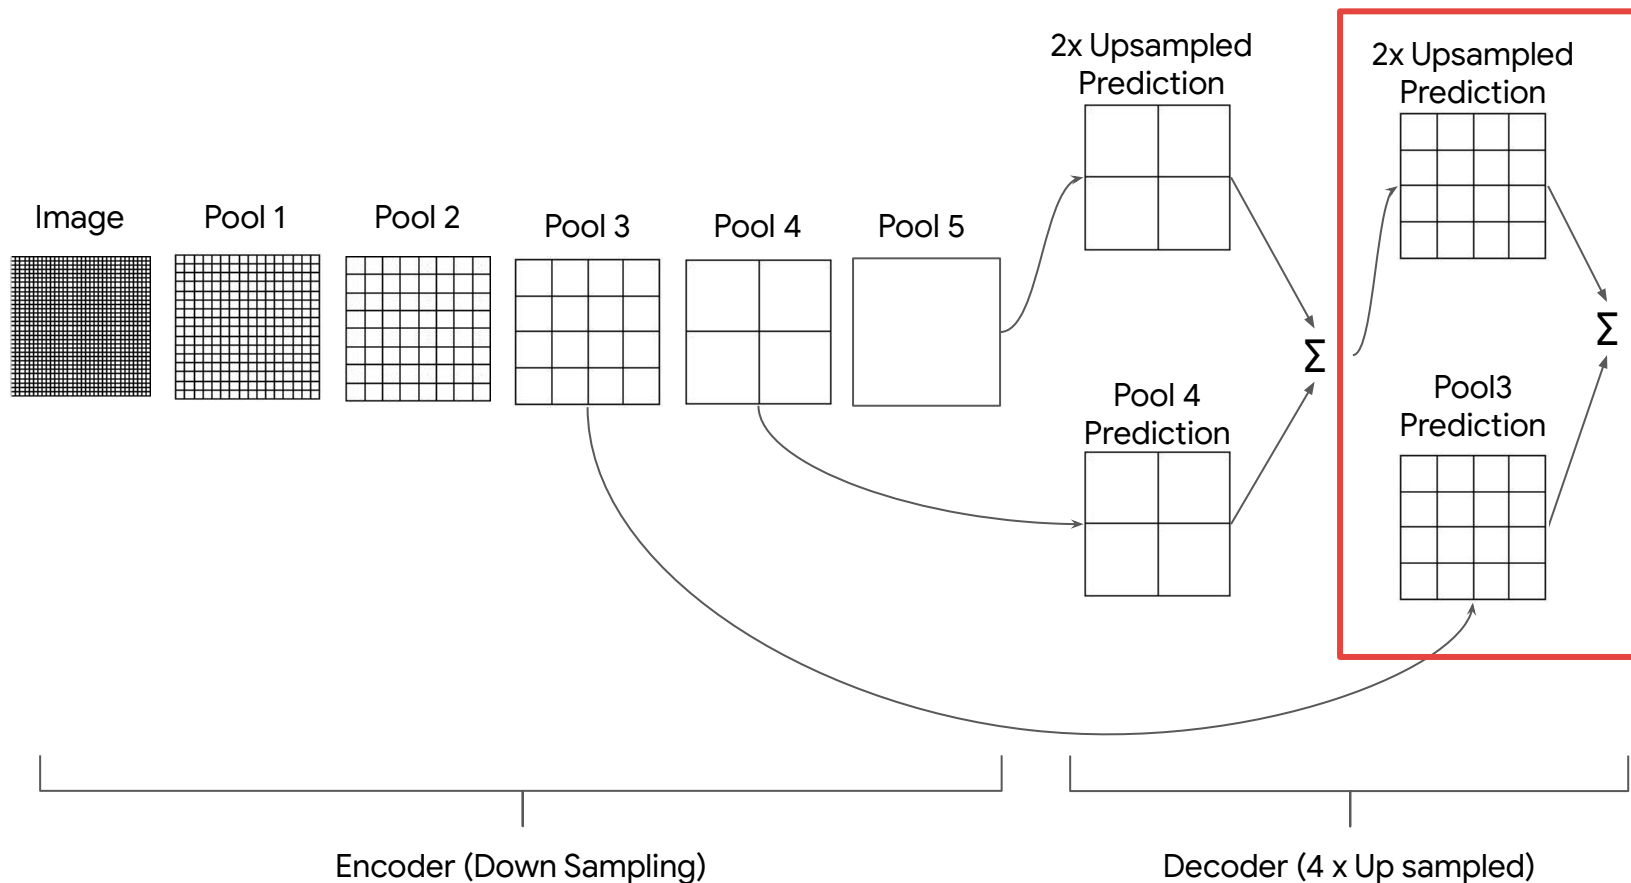 2x Upsampled
Prediction
2x Upsampled
Prediction
Image
Pool 1
Pool 2
Pool 3
Pool 4
Pool 5
Σ
Σ
Pool 4
Prediction
Pool3
Prediction
Encoder (Down Sampling)
Decoder (4 x Up sampled)